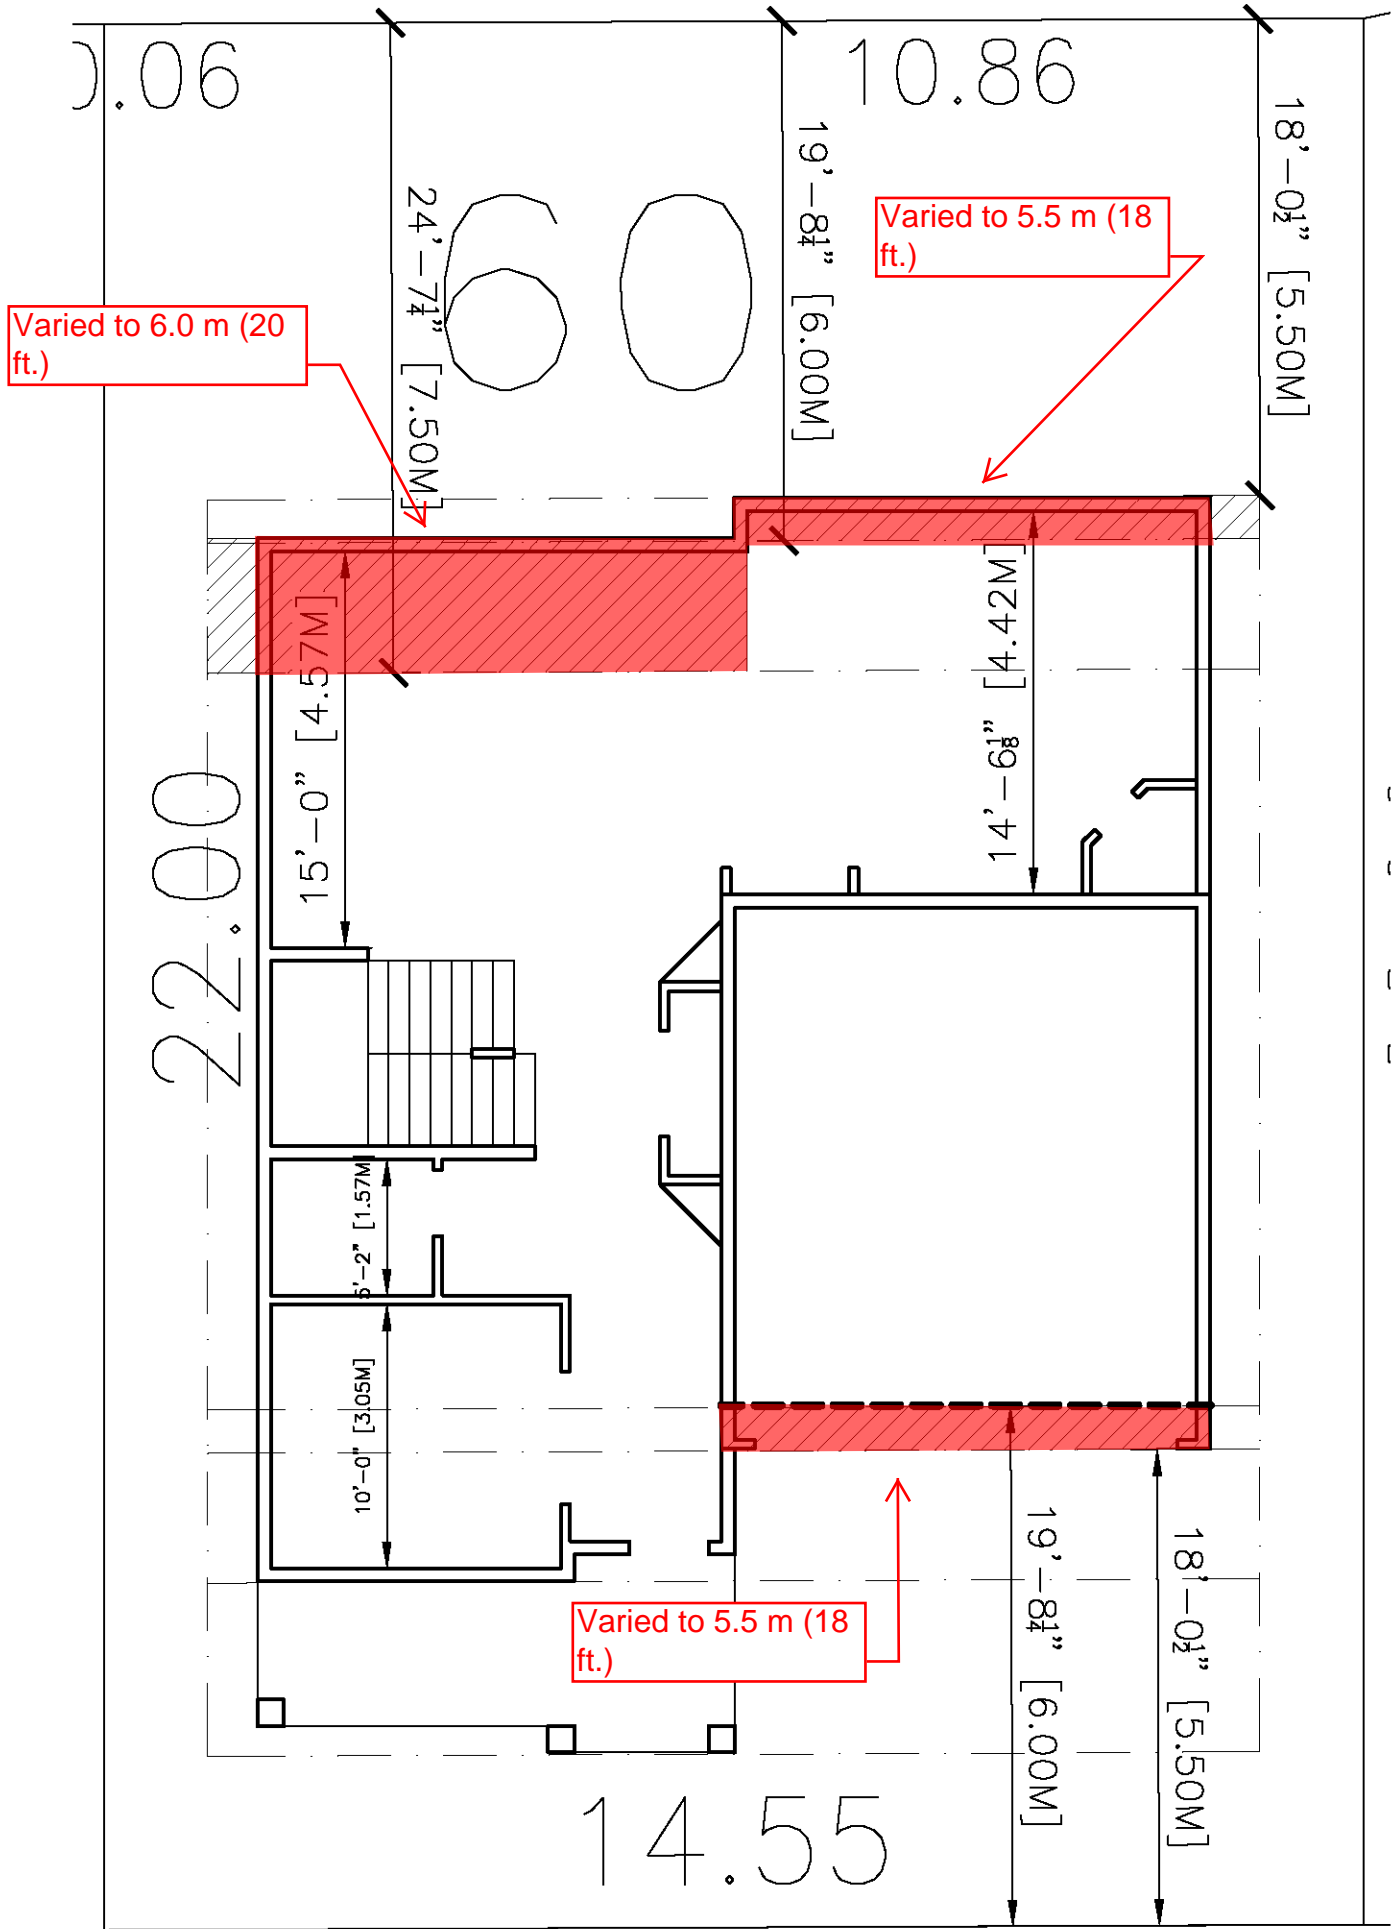 .06
10.86
18'-0½" [5.50M]
19'-8¼" [6.00M]
24'-7¼" [7.50M]
60
Varied to 5.5 m (18
ft.)
Varied to 6.0 m (20
ft.)
15'-0" [4.57M]
14'-6⅛" [4.42M]
22.00
5'-2" [1.57M]
10'-0" [3.05M]
Varied to 5.5 m (18
ft.)
19'-8¼" [6.00M]
18'-0½" [5.50M]
14.55